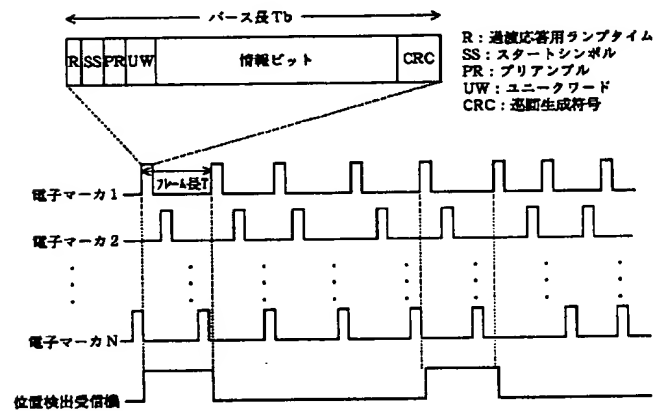 バース長Tb
R SS PR UW 情報ビット CRC
R：過渡応答用ランプタイム
SS：スタートシンボル
PR：プリアンブル
UW：ユニークワード
CRC：巡回生成符号
フレーム長T
電子マーカ1
電子マーカ2
電子マーカN
位置検出受信機